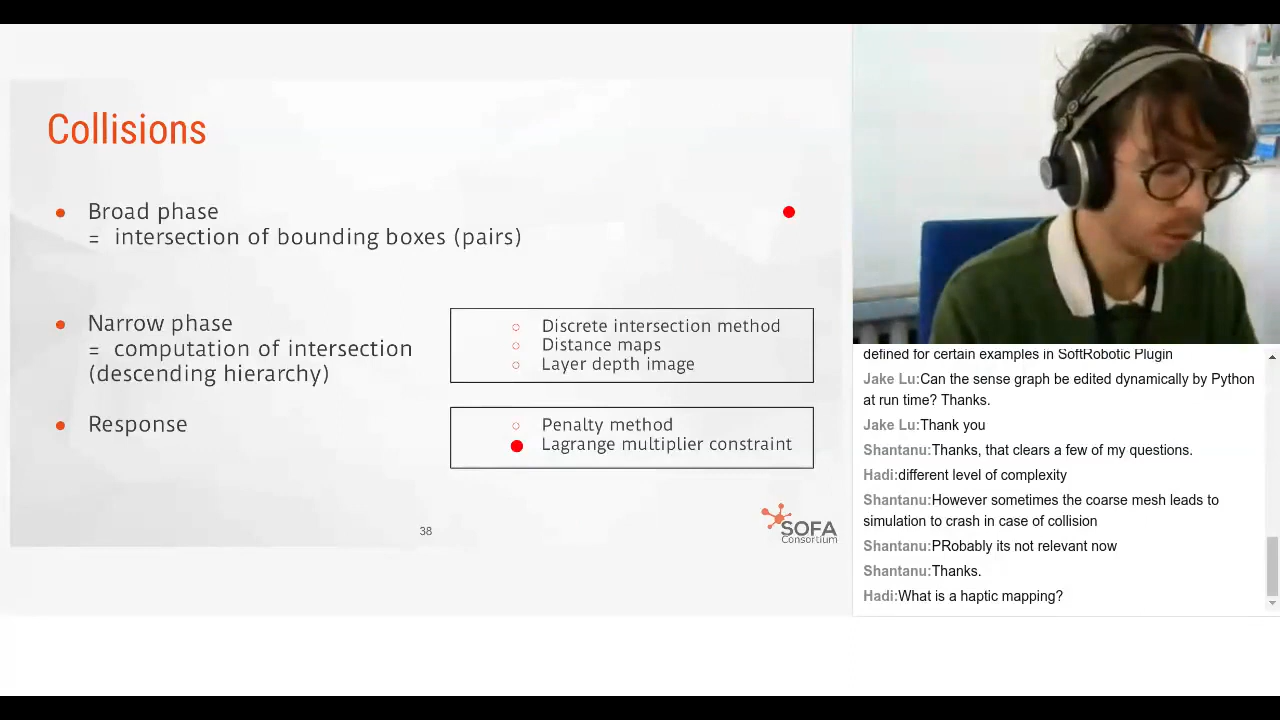 Collisions
Broad phase
= intersection of bounding boxes (pairs)
Narrow phase
= computation of intersection
(descending hierarchy)
Discrete intersection method
Distance maps
Layer depth image
Response
Penalty method
Lagrange multiplier constraint
38
SOFA
Consortium
defined for certain examples in SoftRobotic Plugin
Jake Lu:Can the sense graph be edited dynamically by Python
at run time? Thanks.
Jake Lu:Thank you
Shantanu:Thanks, that clears a few of my questions.
Hadi:different level of complexity
Shantanu:However sometimes the coarse mesh leads to
simulation to crash in case of collision
Shantanu:PRobably its not relevant now
Shantanu:Thanks.
Hadi:What is a haptic mapping?